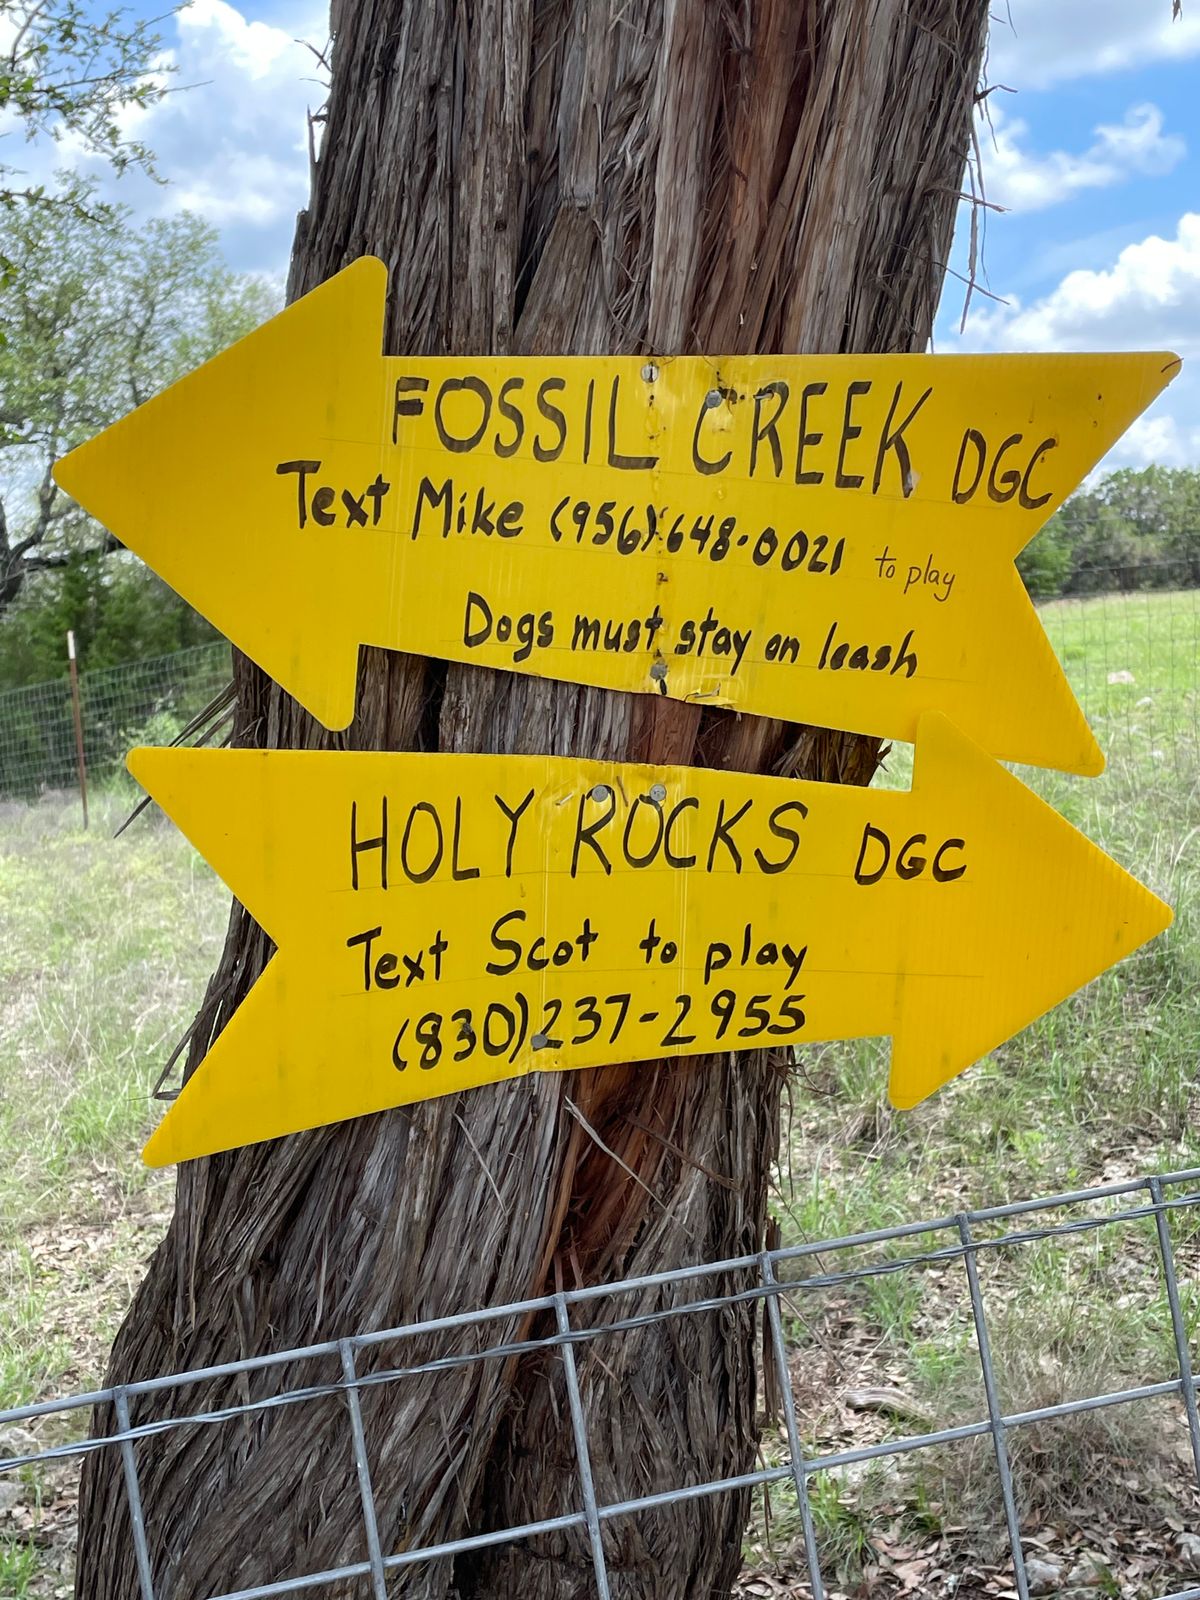 FOSSIL CREEK DGC
Text Mike (956) 648-0021 to play
Dogs must stay on leash
HOLY ROCKS DGC
Text Scot to play
(830) 237-2955